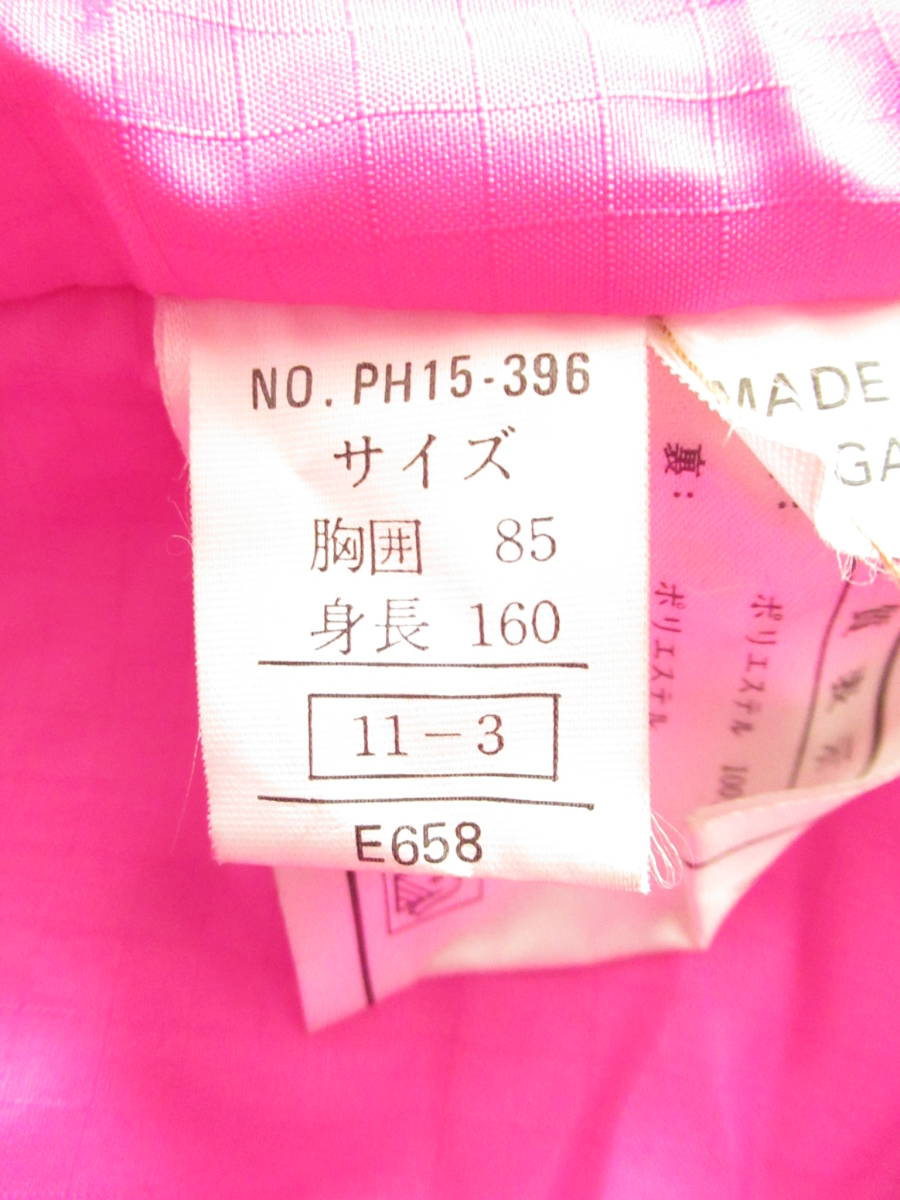 NO. PH15-396
サイズ
胸囲 85
身長 160
11-3
E658
MADE
GA
裏:
ポリエステル
ポリエステル 100